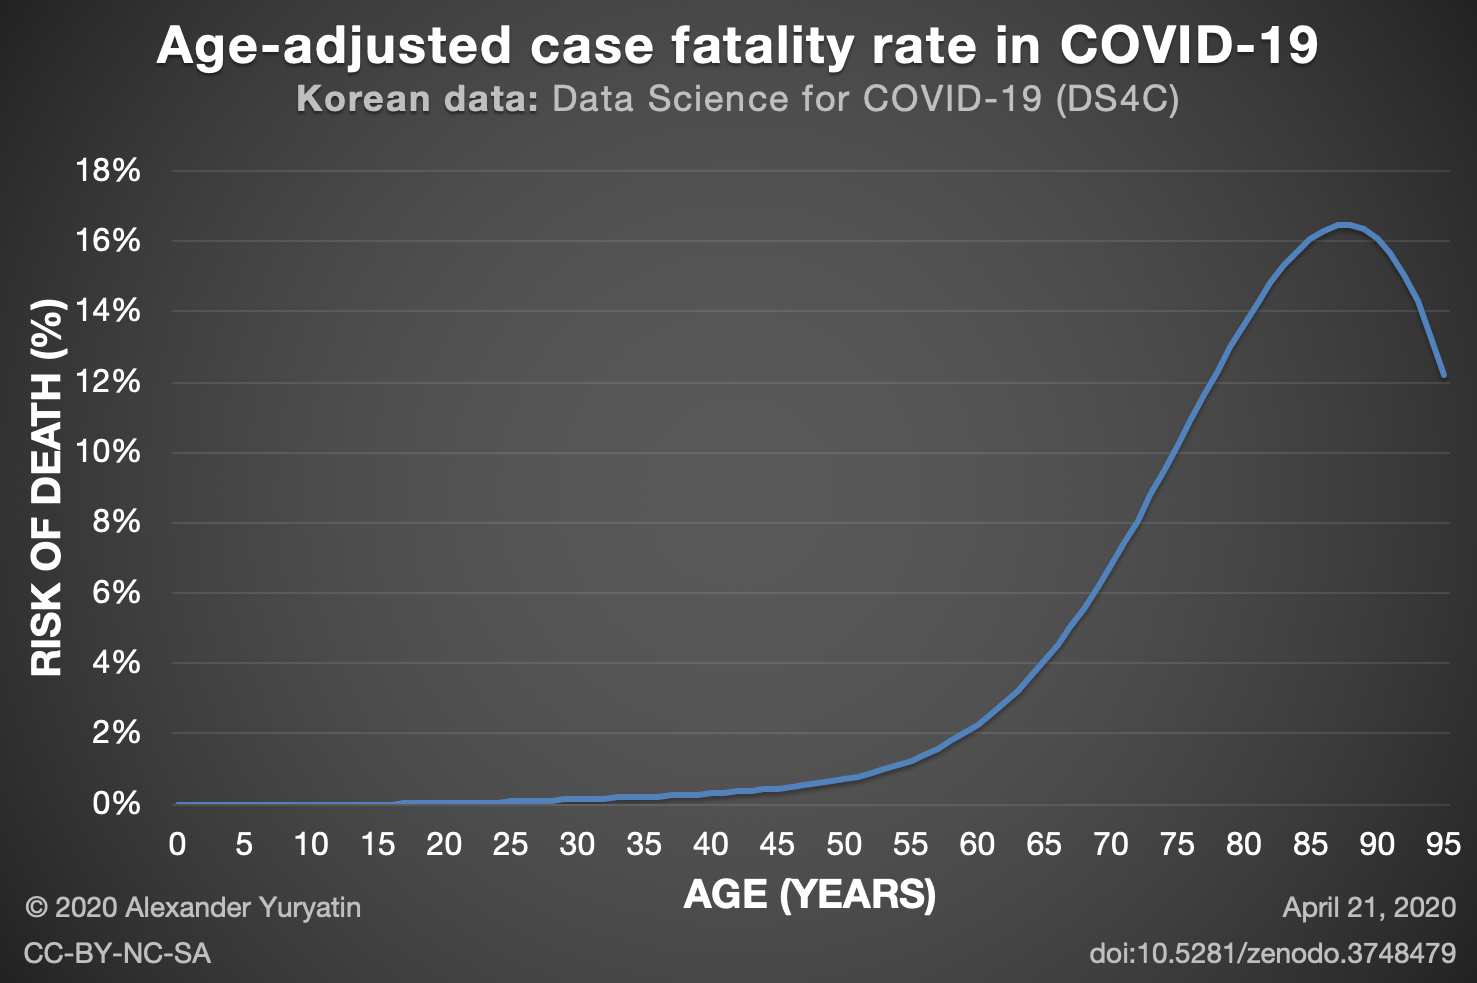 Age-adjusted case fatality rate in COVID-19
Korean data: Data Science for COVID-19 (DS4C)
RISK OF DEATH (%)
18%
16%
14%
12%
10%
8%
6%
4%
2%
0%
0 5 10 15 20 25 30 35 40 45 50 55 60 65 70 75 80 85 90 95
AGE (YEARS)
© 2020 Alexander Yuryatin
April 21, 2020
CC-BY-NC-SA
doi:10.5281/zenodo.3748479